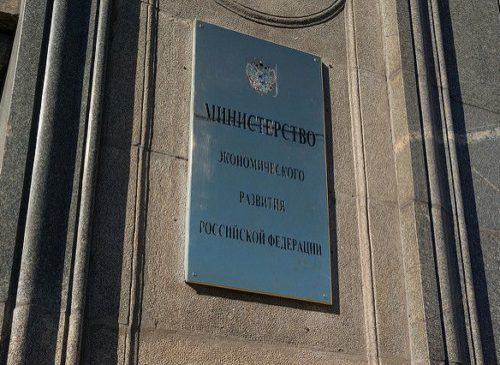 МИНИСТЕРСТВО
ЭКОНОМИЧЕСКОГО
РАЗВИТИЯ
РОССИЙСКОЙ ФЕДЕРАЦИИ